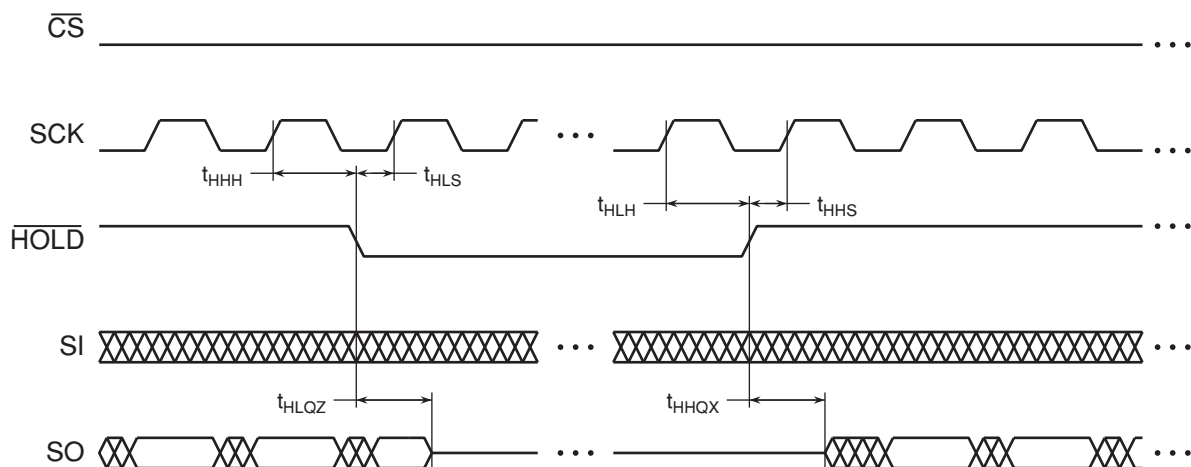 CS
SCK
tHHH
tHLS
tHLH
tHHS
HOLD
SI
tHLQZ
tHHQX
SO